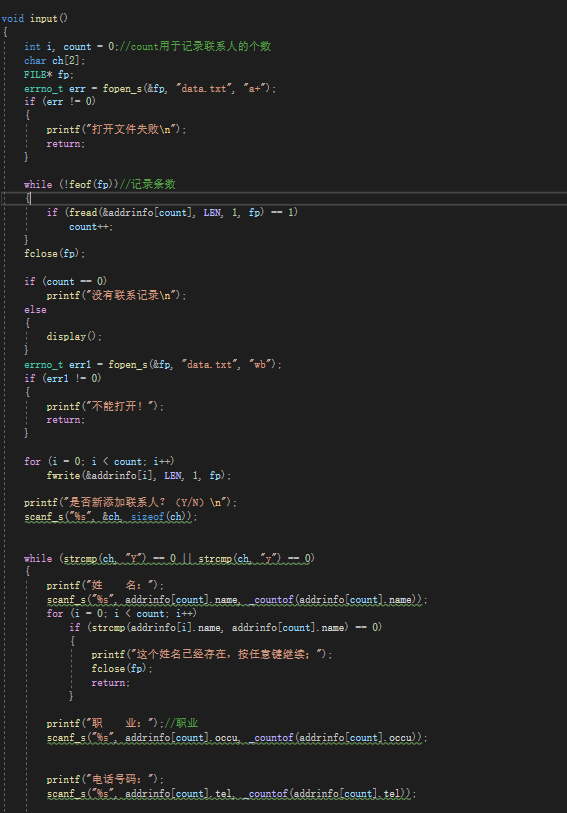 void input()
{
int i, count = 0;//count用于记录联系人的个数
char ch[2];
FILE* fp;
errno_t err = fopen_s(&fp, "data.txt", "a+");
if (err != 0)
{
printf("打开文件失败\n");
return;
}
while (!feof(fp))//记录条数
{
if (fread(&addrinfo[count], LEN, 1, fp) == 1)
count++;
}
fclose(fp);
if (count == 0)
printf("没有联系记录\n");
else
{
display();
}
errno_t err1 = fopen_s(&fp, "data.txt", "wb");
if (err1 != 0)
{
printf("不能打开！");
return;
}
for (i = 0; i < count; i++)
fwrite(&addrinfo[i], LEN, 1, fp);
printf("是否新添加联系人？（Y/N）\n");
scanf_s("%s", &ch, sizeof(ch));
while (strcmp(ch, "Y") == 0 || strcmp(ch, "y") == 0)
{
printf("姓    名：");
scanf_s("%s", addrinfo[count].name, _countof(addrinfo[count].name));
for (i = 0; i < count; i++)
if (strcmp(addrinfo[i].name, addrinfo[count].name) == 0)
{
printf("这个姓名已经存在，按任意键继续；");
fclose(fp);
return;
}
printf("职    业：");//职业
scanf_s("%s", addrinfo[count].occu, _countof(addrinfo[count].occu));
printf("电话号码：");
scanf_s("%s", addrinfo[count].tel, _countof(addrinfo[count].tel));